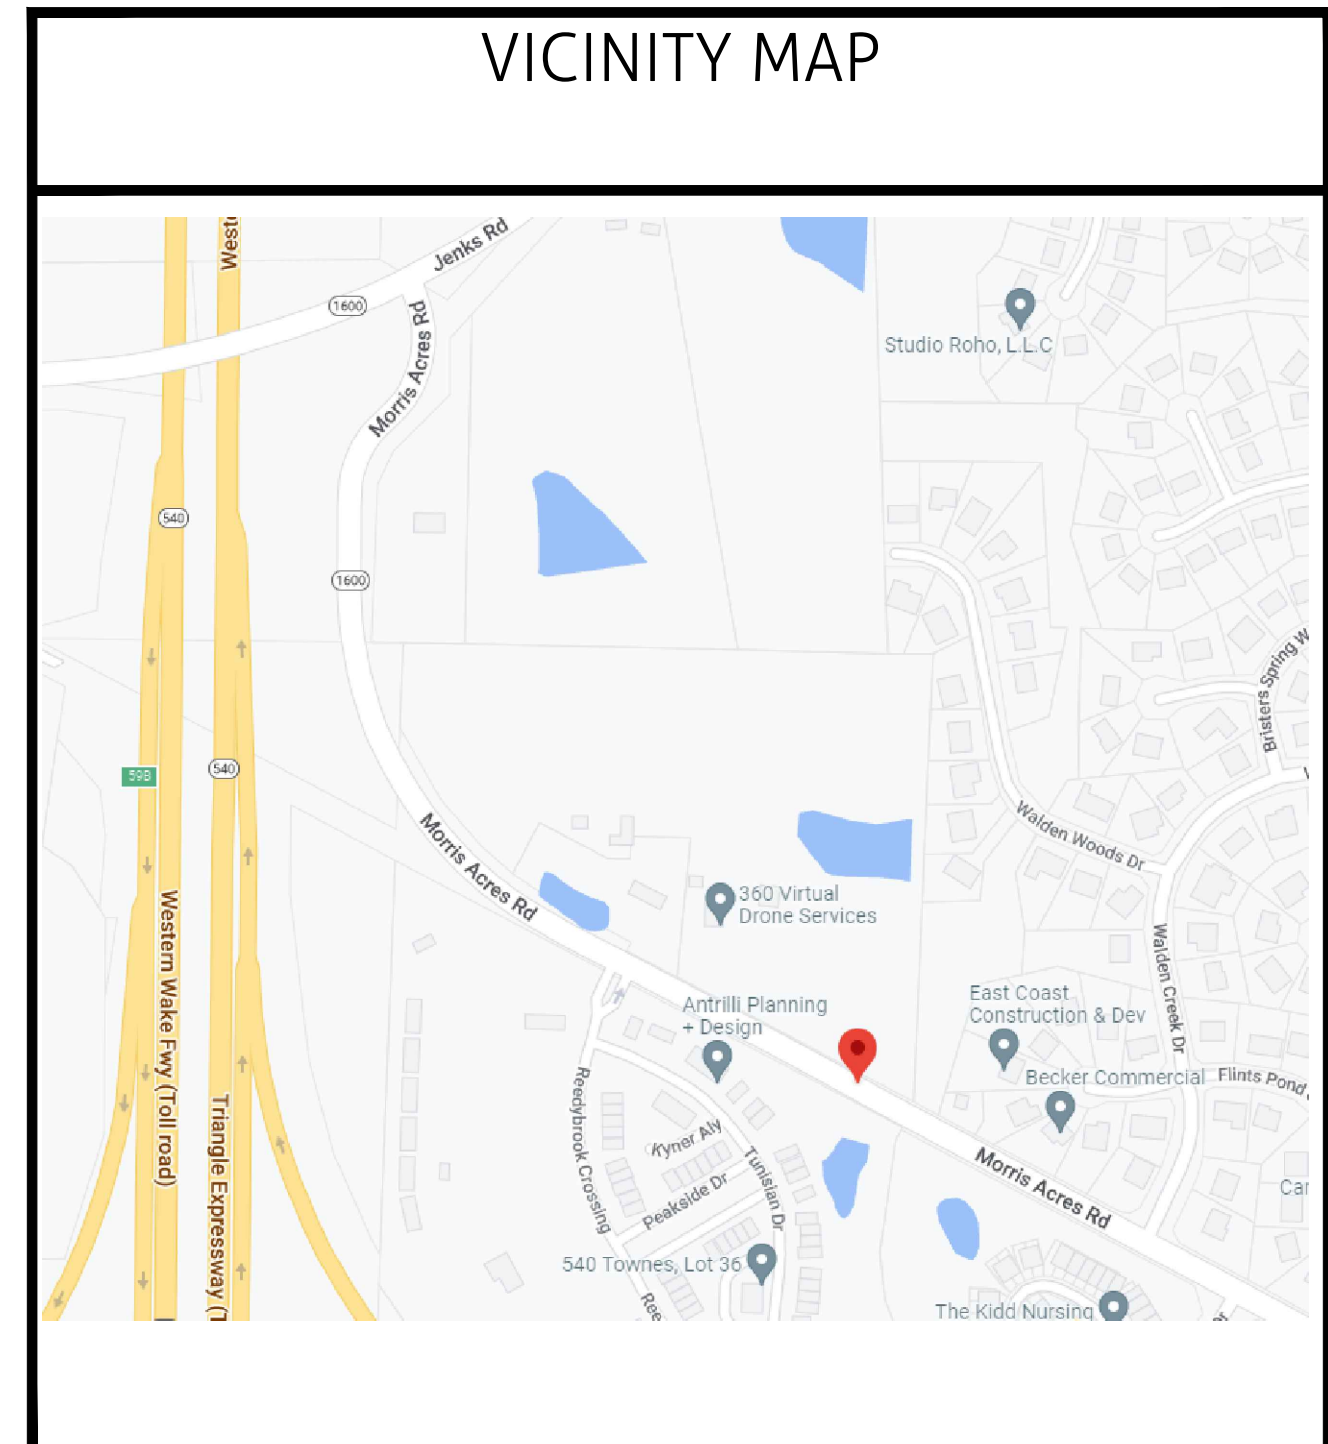 VICINITY MAP
West
Jenks Rd
1600
Morris Acres Rd
Studio Roho, L.L.C
540
1600
Bristers Spring W
59B
540
Walden Woods Dr
Morris Acres Rd
360 Virtual
Drone Services
Western Wake Fwy (Toll road)
Walden Creek Dr
Antrilli Planning
+ Design
East Coast
Construction & Dev
Becker Commercial
Flints Pond
Triangle Expressway (T
Reedybrook Crossing
Kyner Aly
Tunisian Dr
Peakside Dr
Morris Acres Rd
Car
540 Townes, Lot 36
Ree
The Kidd Nursing